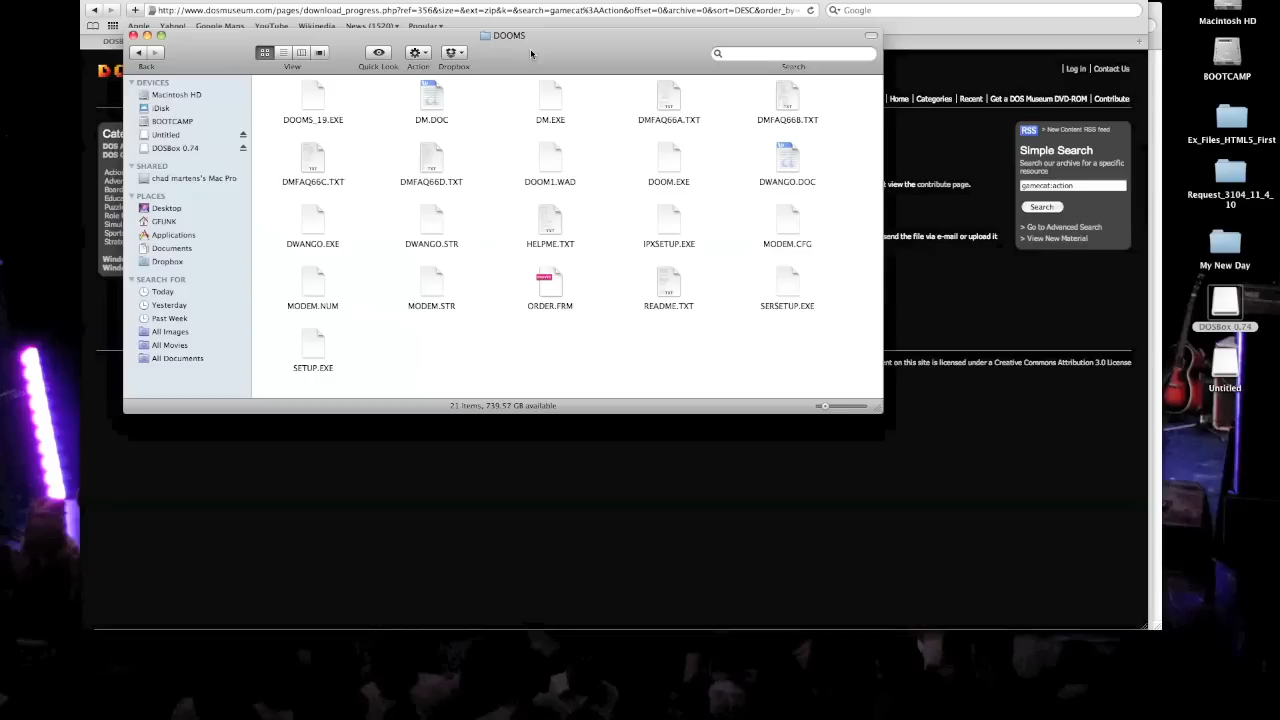 http://www.dosmuseum.com/pages/download_progress.php?ref=356&size=&ext=zip&k=&search=gamecat%3AAction&offset=0&archive=0&sort=DESC&order_by=
Google
Apple Yahoo! Google Maps YouTube Wikipedia News (1520) Popular
DOOMS
Back
View
Quick Look
Action
Dropbox
Search
DEVICES
Macintosh HD
iDisk
BOOTCAMP
Untitled
DOSBox 0.74
SHARED
chad martens's Mac Pro
PLACES
Desktop
GFUNK
Applications
Documents
Dropbox
SEARCH FOR
Today
Yesterday
Past Week
All Images
All Movies
All Documents
DOOMS_19.EXE
DM.DOC
DM.EXE
DMFAQ66A.TXT
DMFAQ66B.TXT
DMFAQ66C.TXT
DMFAQ66D.TXT
DOOM1.WAD
DOOM.EXE
DWANGO.DOC
DWANGO.EXE
DWANGO.STR
HELPME.TXT
IPXSETUP.EXE
MODEM.CFG
MODEM.NUM
MODEM.STR
ORDER.FRM
README.TXT
SERSETUP.EXE
SETUP.EXE
21 items, 739.57 GB available
| Log in | Contact Us
| Home | Categories | Recent | Get a DOS Museum DVD-ROM | Contribute
RSS > New Content RSS feed
Simple Search
Search our archive for a specific
resource
gamecat:action
Search
> Go to Advanced Search
> View New Material
t view the contribute page.
send the file via e-mail or upload it
ent on this site is licensed under a Creative Commons Attribution 3.0 License
Macintosh HD
BOOTCAMP
Ex_Files_HTML5_First
Request_3104_11_4_
10
My New Day
DOSBox 0.74
Untitled